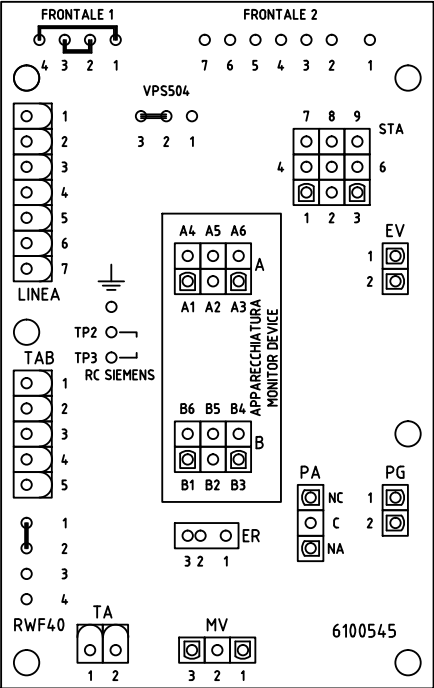 FRONTALE 1 FRONTALE 2
4 3 2 1 7 6 5 4 3 2 1
VPS504
3 2 1
7 8 9
STA
4 6
1 2 3
1
2
3
4
5
6
7
LINEA
A4 A5 A6
A
A1 A2 A3
EV
1
2
TP2
TP3
RC SIEMENS
APPARECCHIATURA
MONITOR DEVICE
TAB
1
2
3
4
5
B6 B5 B4
B
B1 B2 B3
PA
NC
C
NA
PG
1
2
1
2
3
4
RWF40
ER
3 2 1
TA
1 2
MV
3 2 1
6100545